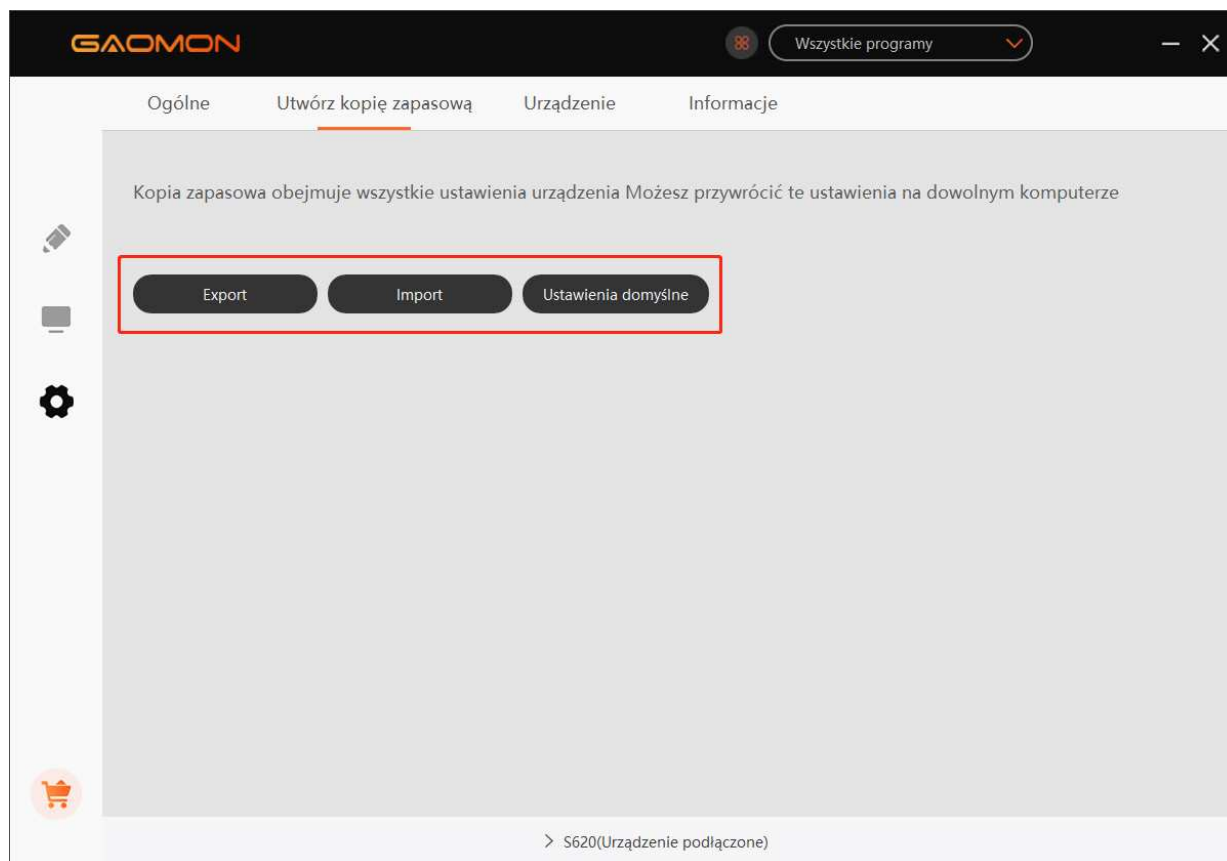 GAOMON
Wszystkie programy
Ogólne Utwórz kopię zapasową Urządzenie Informacje
Kopia zapasowa obejmuje wszystkie ustawienia urządzenia Możesz przywrócić te ustawienia na dowolnym komputerze
Export Import Ustawienia domyślne
S620(Urządzenie podłączone)